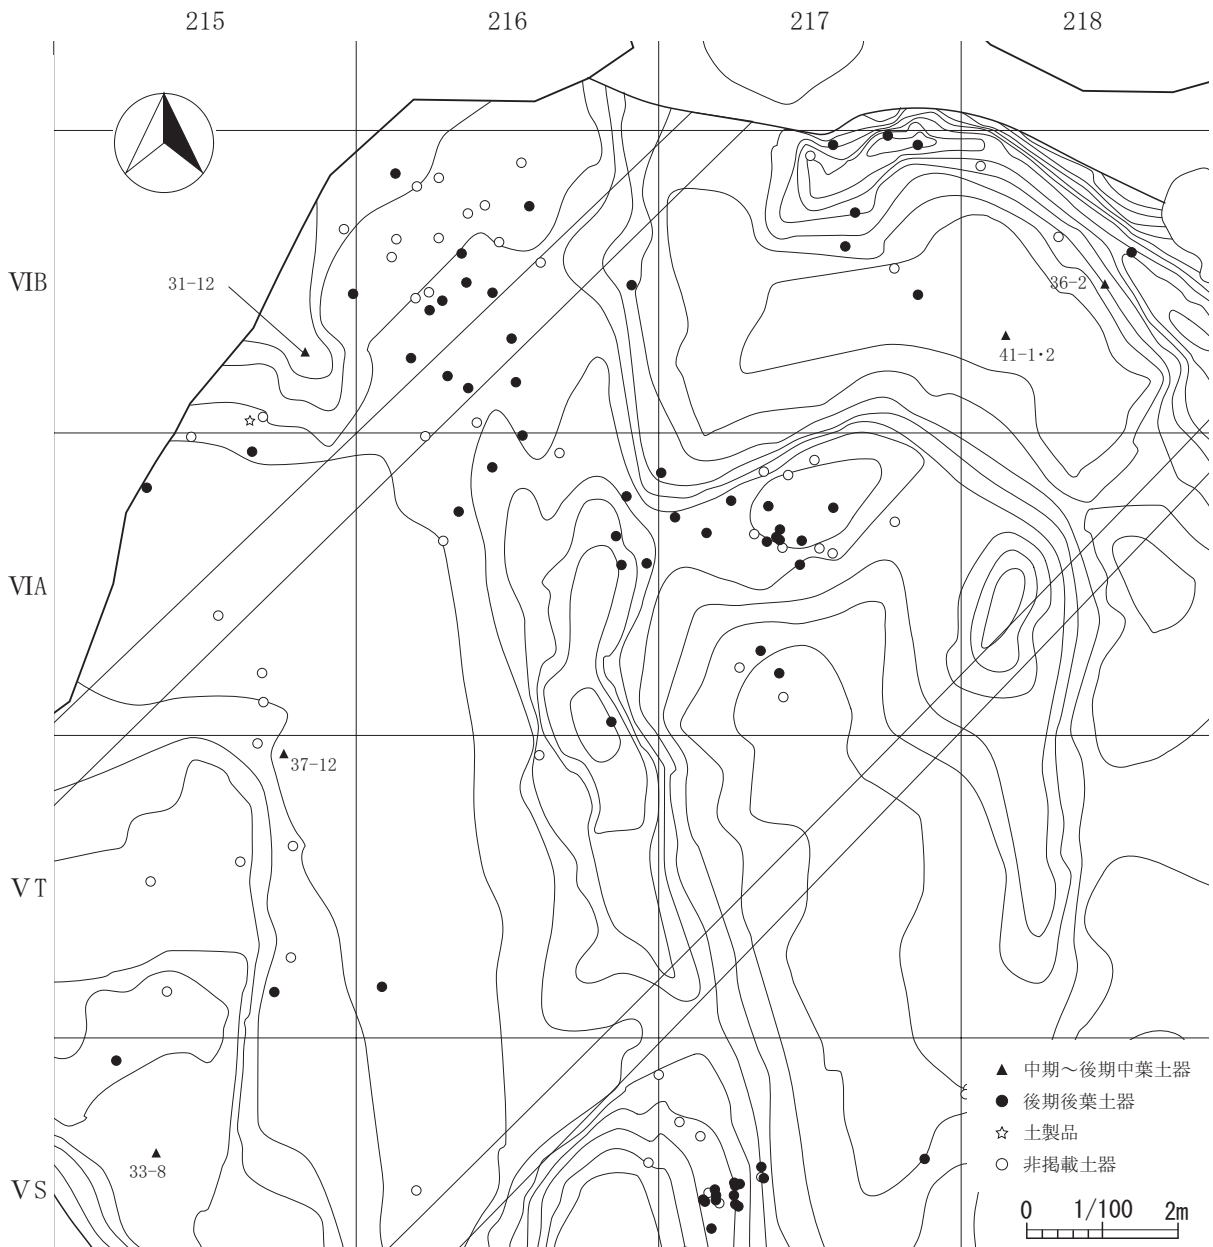 215 216 217 218
ⅥB
31-12
36-2
41-1・2
ⅥA
37-12
ⅤT
33-8
ⅤS
▲ 中期～後期中葉土器
● 後期後葉土器
☆ 土製品
○ 非掲載土器
0 1/100 2m